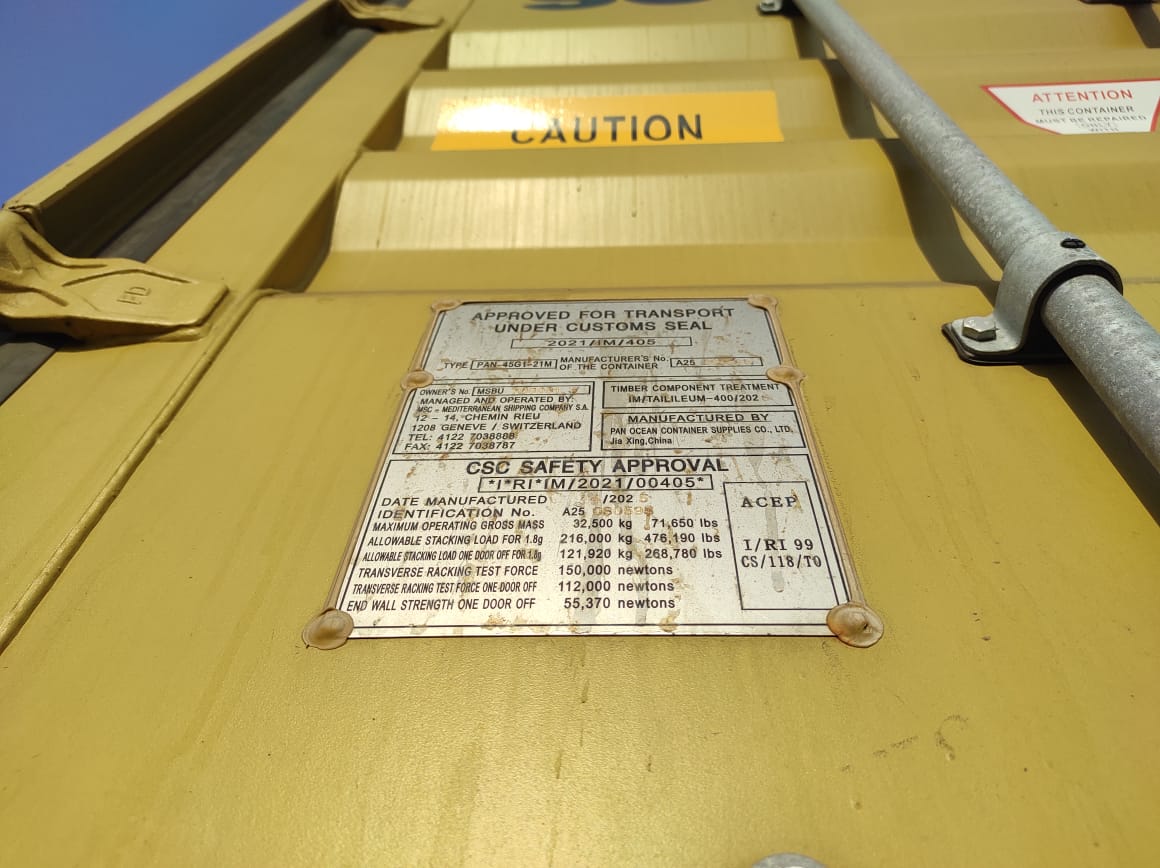 CAUTION
ATTENTION
THIS CONTAINER
MUST BE REPAIRED
ONLY
WITH
APPROVED FOR TRANSPORT
UNDER CUSTOMS SEAL
2021/IM/405
TYPE PAN-45G1-21M MANUFACTURER'S No. OF THE CONTAINER A25
OWNER'S No. MSBU
MANAGED AND OPERATED BY:
MSC - MEDITERRANEAN SHIPPING COMPANY S.A.
12 - 14, CHEMIN RIEU
1208 GENEVE / SWITZERLAND
TEL: 4122 7038888
FAX: 4122 7038787
TIMBER COMPONENT TREATMENT
IM/TAILILEUM-400/202
MANUFACTURED BY
PAN OCEAN CONTAINER SUPPLIES CO., LTD.
Jia Xing,China
CSC SAFETY APPROVAL
*I*RI*IM/2021/00405*
DATE MANUFACTURED /202
IDENTIFICATION No. A25
MAXIMUM OPERATING GROSS MASS 32,500 kg 71,650 lbs
ALLOWABLE STACKING LOAD FOR 1.8g 216,000 kg 476,190 lbs
ALLOWABLE STACKING LOAD ONE DOOR OFF FOR 1.8g 121,920 kg 268,780 lbs
TRANSVERSE RACKING TEST FORCE 150,000 newtons
TRANSVERSE RACKING TEST FORCE ONE DOOR OFF 112,000 newtons
END WALL STRENGTH ONE DOOR OFF 55,370 newtons
ACEP
I/RI 99
CS/118/TO